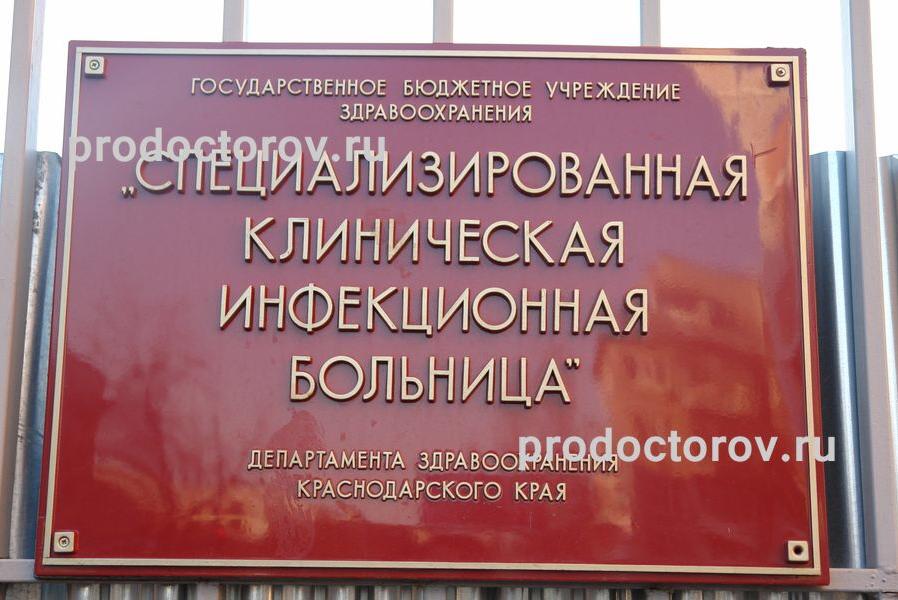 ГОСУДАРСТВЕННОЕ БЮДЖЕТНОЕ УЧРЕЖДЕНИЕ
ЗДРАВООХРАНЕНИЯ
prodoctorov.ru
„СПЕЦИАЛИЗИРОВАННАЯ
КЛИНИЧЕСКАЯ
ИНФЕКЦИОННАЯ
БОЛЬНИЦА”
prodoctorov.ru
ДЕПАРТАМЕНТА ЗДРАВООХРАНЕНИЯ
КРАСНОДАРСКОГО КРАЯ